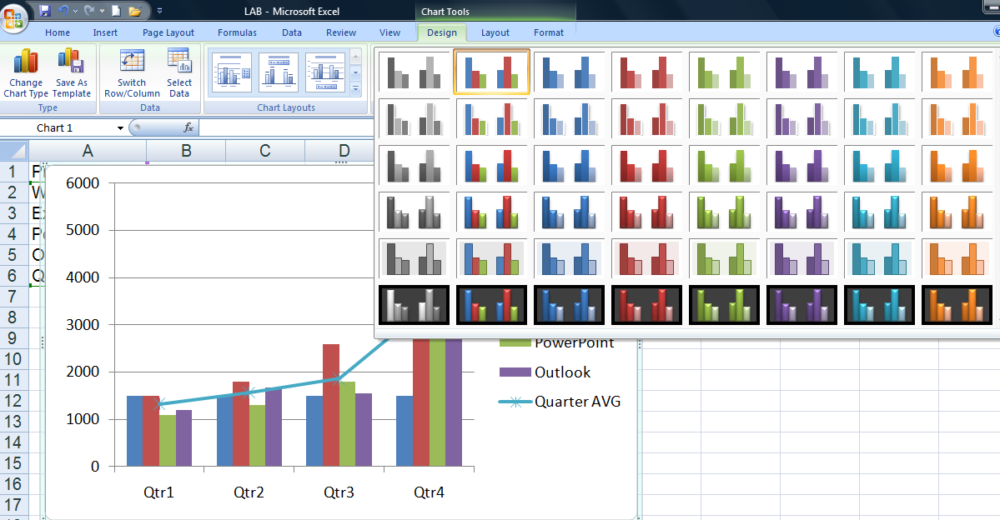 LAB - Microsoft Excel
Chart Tools
Home Insert Page Layout Formulas Data Review View Design Layout Format
Change Chart Type
Save As Template
Switch Row/Column
Select Data
Type Data Chart Layouts
Chart 1 fx
A B C D
1
2 W
3
4
5
6
7
8
9
10
11
12
13
14
15
16
17
6000
5000
4000
3000
2000
1000
0
Qtr1 Qtr2 Qtr3 Qtr4
PowerPoint
Outlook
Quarter AVG